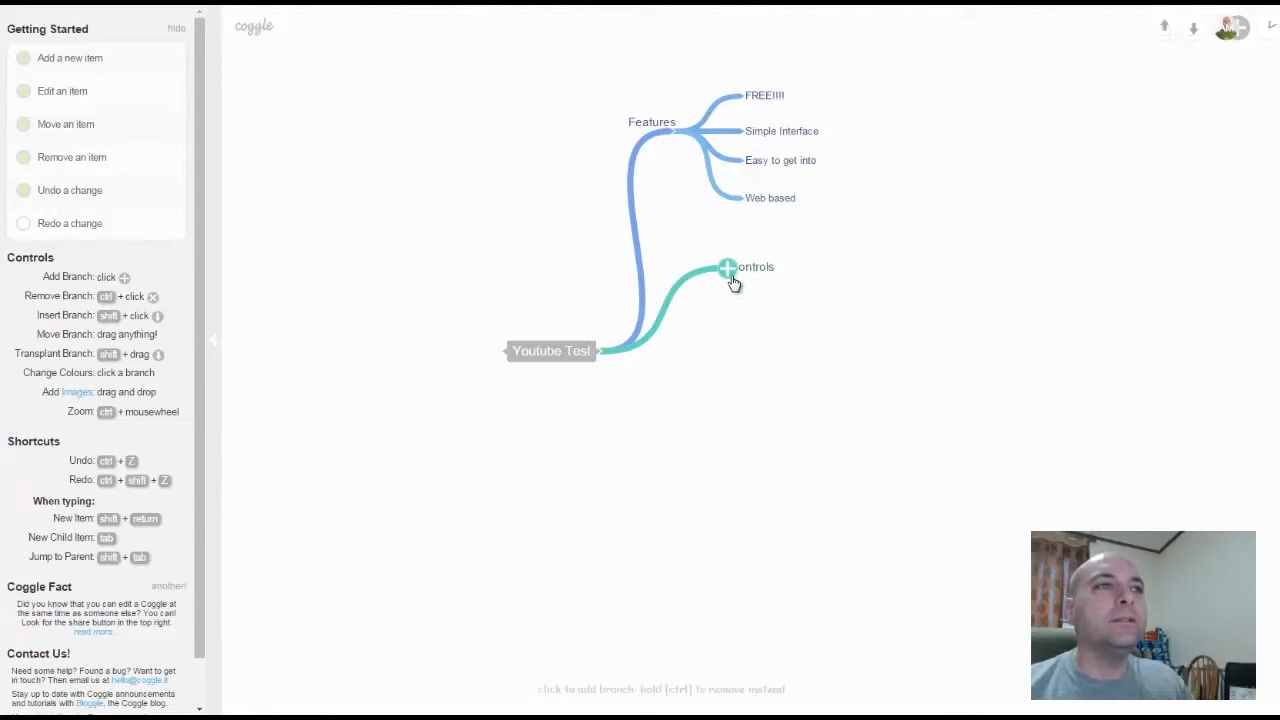 Getting Started
hide
Add a new item
Edit an item
Move an item
Remove an item
Undo a change
Redo a change
Controls
Add Branch: click
Remove Branch: ctrl + click
Insert Branch: shift + click
Move Branch: drag anything!
Transplant Branch: shift + drag
Change Colours: click a branch
Add Images: drag and drop
Zoom: ctrl + mousewheel
Shortcuts
Undo: ctrl + Z
Redo: ctrl + shift + Z
When typing:
New Item: shift + return
New Child Item: tab
Jump to Parent: shift + tab
Coggle Fact
another!
Did you know that you can edit a Coggle at
the same time as someone else? You can!
Look for the share button in the top right.
read more..
Contact Us!
Need some help? Found a bug? Want to
get in touch? Then email us at hello@coggle.it
Stay up to date with Coggle announcements
and tutorials with Bloggle, the Coggle blog.
coggle
Features
FREE!!!!
Simple Interface
Easy to get into
Web based
ontrols
Youtube Test
click to add branch: hold [ctrl] to remove instead